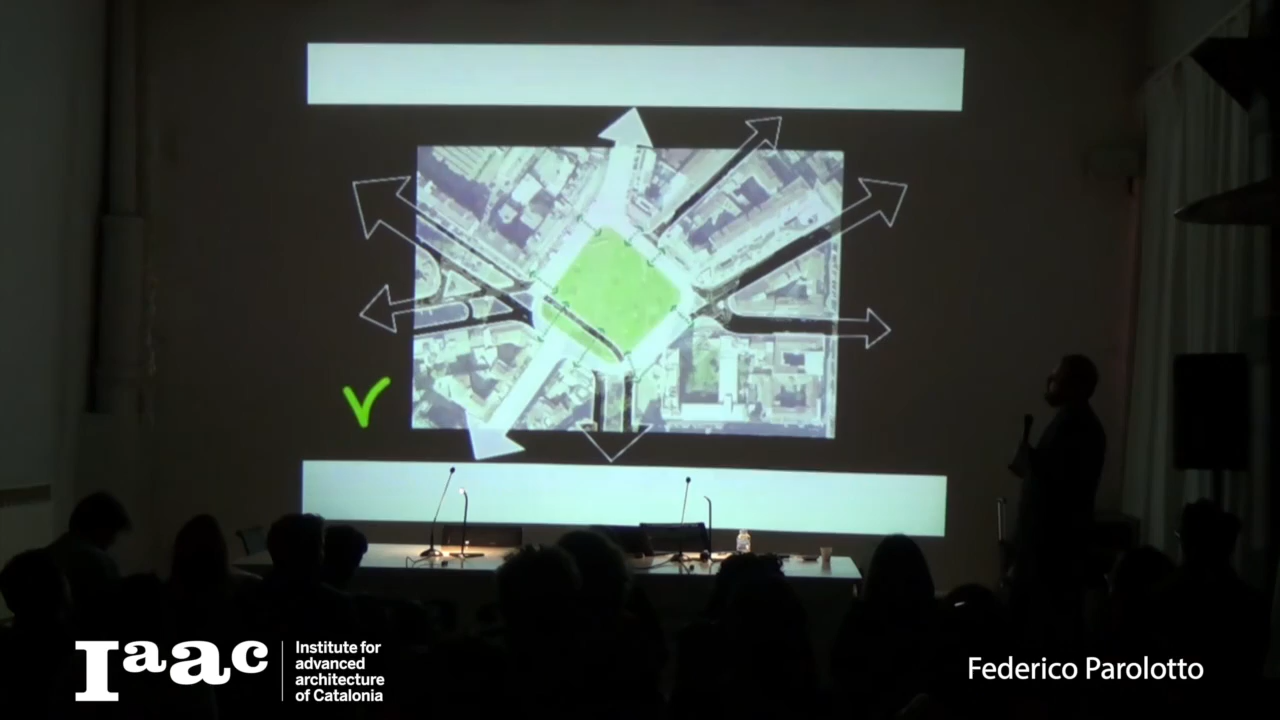 Iaac
Institute for
advanced
architecture
of Catalonia
Federico Parolotto